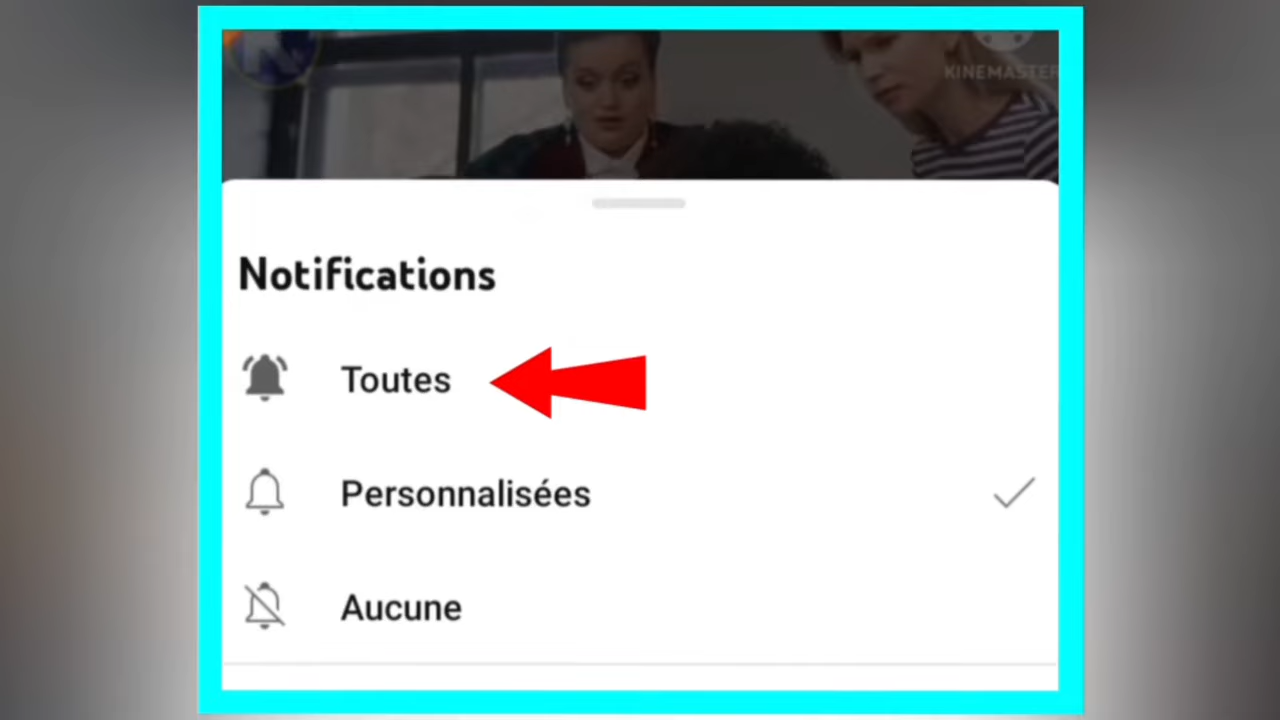 KINEMASTER
Notifications
Toutes
Personnalisées
Aucune